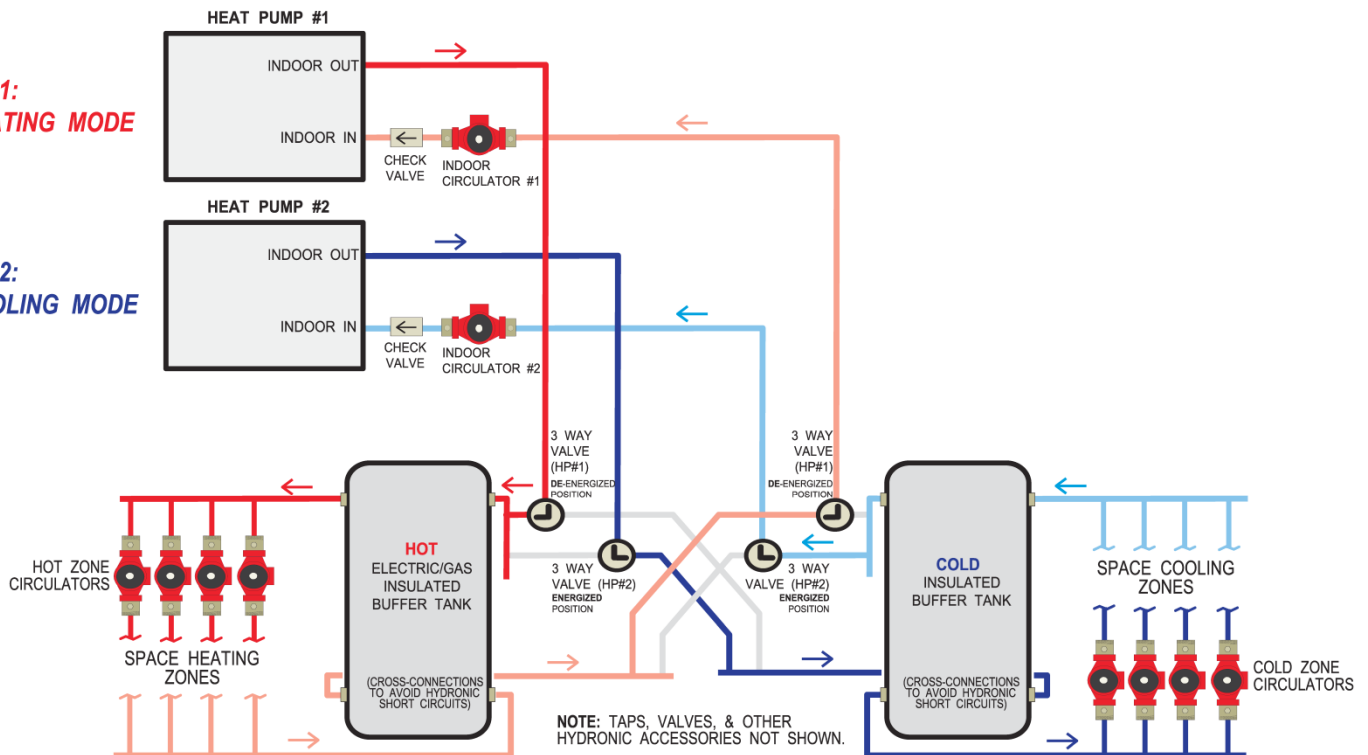 HEAT PUMP #1
INDOOR OUT
1:
ATING MODE
INDOOR IN
CHECK
VALVE
INDOOR
CIRCULATOR #1
HEAT PUMP #2
INDOOR OUT
2:
OLING MODE
INDOOR IN
CHECK
VALVE
INDOOR
CIRCULATOR #2
3 WAY
VALVE
(HP#1)
DE-ENERGIZED
POSITION
3 WAY
VALVE
(HP#1)
DE-ENERGIZED
POSITION
HOT ZONE
CIRCULATORS
HOT
ELECTRIC/GAS
INSULATED
BUFFER TANK
3 WAY
VALVE (HP#2)
ENERGIZED
POSITION
3 WAY
VALVE (HP#2)
ENERGIZED
POSITION
COLD
INSULATED
BUFFER TANK
SPACE COOLING
ZONES
SPACE HEATING
ZONES
(CROSS-CONNECTIONS
TO AVOID HYDRONIC
SHORT CIRCUITS)
(CROSS-CONNECTIONS
TO AVOID HYDRONIC
SHORT CIRCUITS)
COLD ZONE
CIRCULATORS
NOTE: TAPS, VALVES, & OTHER
HYDRONIC ACCESSORIES NOT SHOWN.